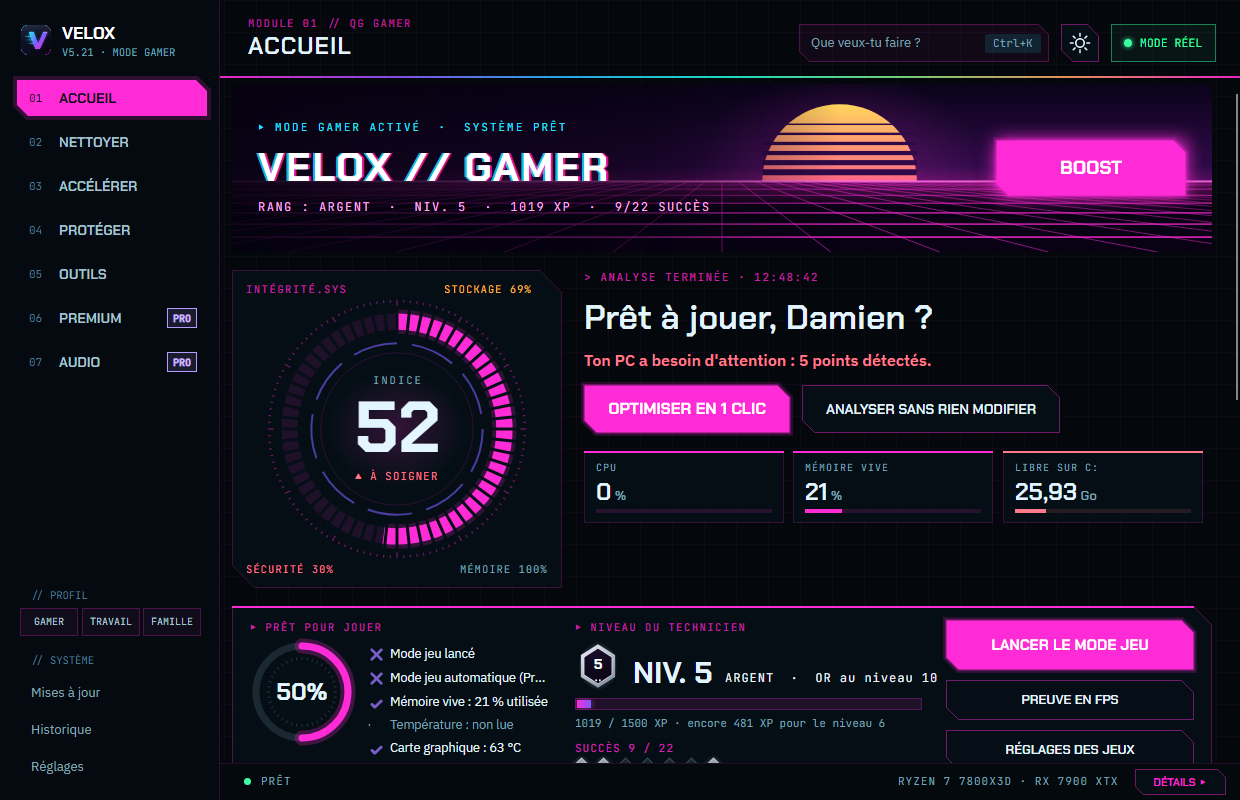 VELOX
V5.21 · MODE GAMER
01 ACCUEIL
02 NETTOYER
03 ACCÉLÉRER
04 PROTÉGER
05 OUTILS
06 PREMIUM PRO
07 AUDIO PRO
// PROFIL
GAMER TRAVAIL FAMILLE
// SYSTÈME
Mises à jour
Historique
Réglages
MODULE 01 // QG GAMER
ACCUEIL
Que veux-tu faire ? Ctrl+K
MODE RÉEL
▸ MODE GAMER ACTIVÉ · SYSTÈME PRÊT
VELOX // GAMER
RANG : ARGENT · NIV. 5 · 1019 XP · 9/22 SUCCÈS
BOOST
INTÉGRITÉ.SYS STOCKAGE 69%
INDICE
52
▲ À SOIGNER
SÉCURITÉ 30% MÉMOIRE 100%
> ANALYSE TERMINÉE · 12:48:42
Prêt à jouer, Damien ?
Ton PC a besoin d'attention : 5 points détectés.
OPTIMISER EN 1 CLIC ANALYSER SANS RIEN MODIFIER
CPU
0 %
MÉMOIRE VIVE
21 %
LIBRE SUR C:
25,93 Go
▸ PRÊT POUR JOUER
50%
Mode jeu lancé
Mode jeu automatique (Pr...
Mémoire vive : 21 % utilisée
· Température : non lue
Carte graphique : 63 °C
▸ NIVEAU DU TECHNICIEN
5
NIV. 5 ARGENT · OR au niveau 10
1019 / 1500 XP · encore 481 XP pour le niveau 6
SUCCÈS 9 / 22
LANCER LE MODE JEU
PREUVE EN FPS
RÉGLAGES DES JEUX
PRÊT
RYZEN 7 7800X3D · RX 7900 XTX
DÉTAILS ▸